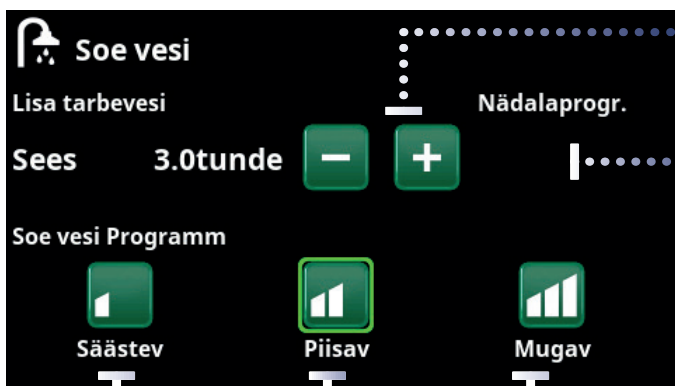 Soe vesi
Lisa tarbevesi Nädalaprogr.
Sees 3.0tunde − +
Soe vesi Programm
Säästev Piisav Mugav